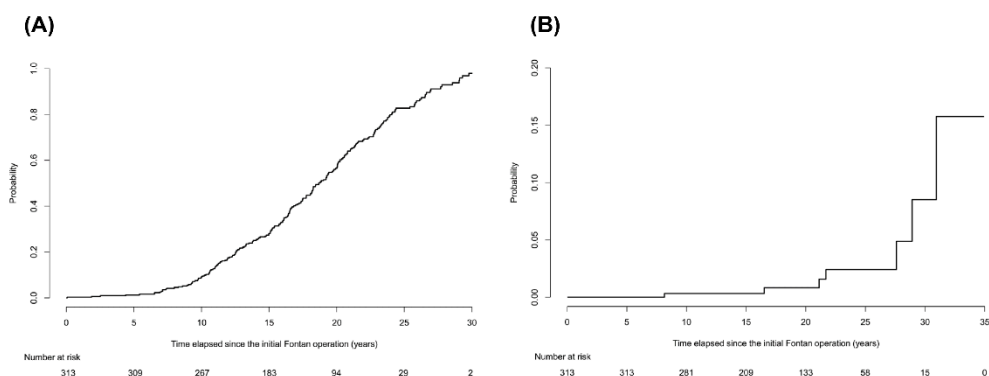 (A)
(B)
1.0
0.8
0.6
0.4
0.2
0.0
Probability
0 5 10 15 20 25 30
Time elapsed since the initial Fontan operation (years)
Number at risk
313 309 267 183 94 29 2
0.20
0.15
0.10
0.05
0.00
Probability
0 5 10 15 20 25 30 35
Time elapsed since the initial Fontan operation (years)
Number at risk
313 313 281 209 133 58 15 0